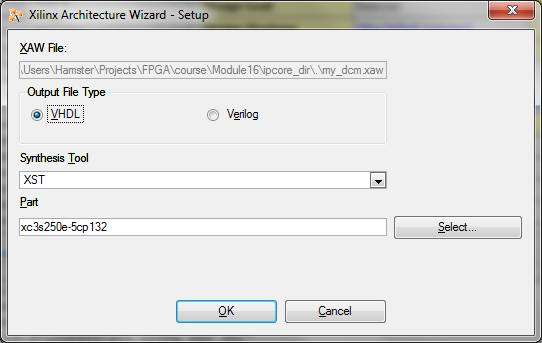 Xilinx Architecture Wizard - Setup
XAW File:
.\Users\Hamster\Projects\FPGA\course\Module16\ipcore_dir\.\my_dcm.xaw
Output File Type
VHDL
Verilog
Synthesis Tool
XST
Part
xc3s250e-5cp132
Select...
OK
Cancel